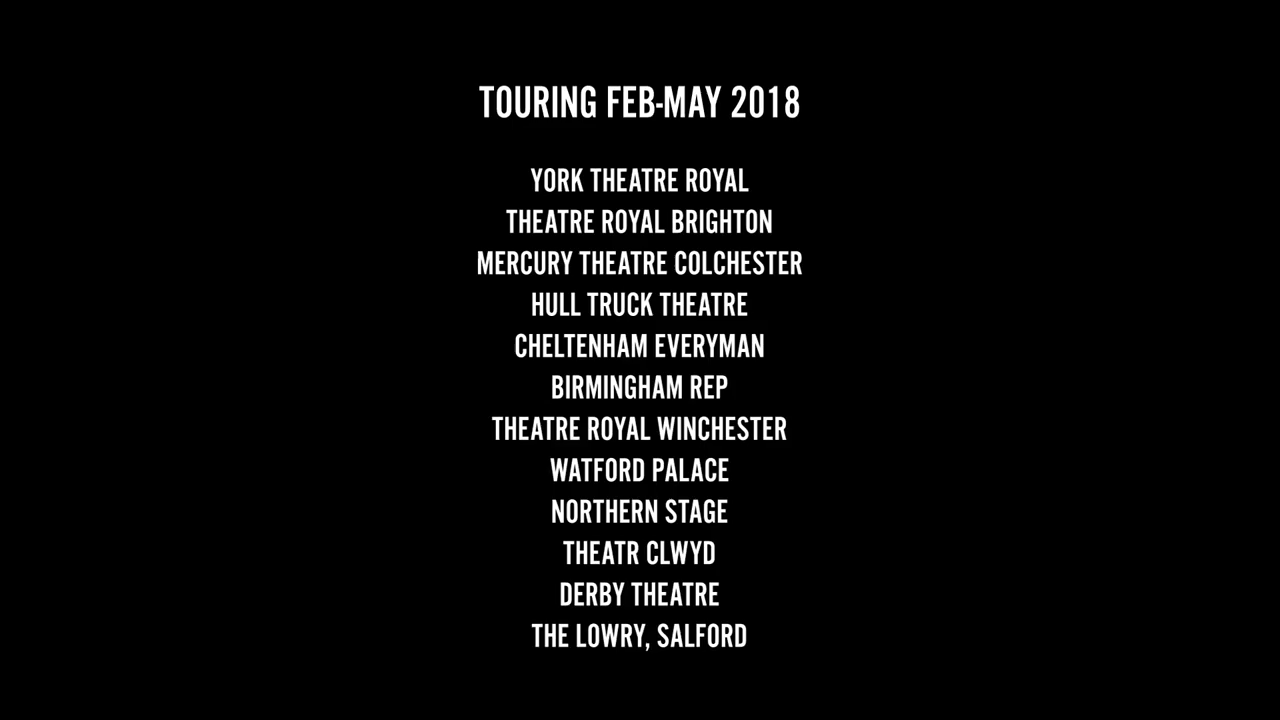 TOURING FEB-MAY 2018
YORK THEATRE ROYAL
THEATRE ROYAL BRIGHTON
MERCURY THEATRE COLCHESTER
HULL TRUCK THEATRE
CHELTENHAM EVERYMAN
BIRMINGHAM REP
THEATRE ROYAL WINCHESTER
WATFORD PALACE
NORTHERN STAGE
THEATR CLWYD
DERBY THEATRE
THE LOWRY, SALFORD